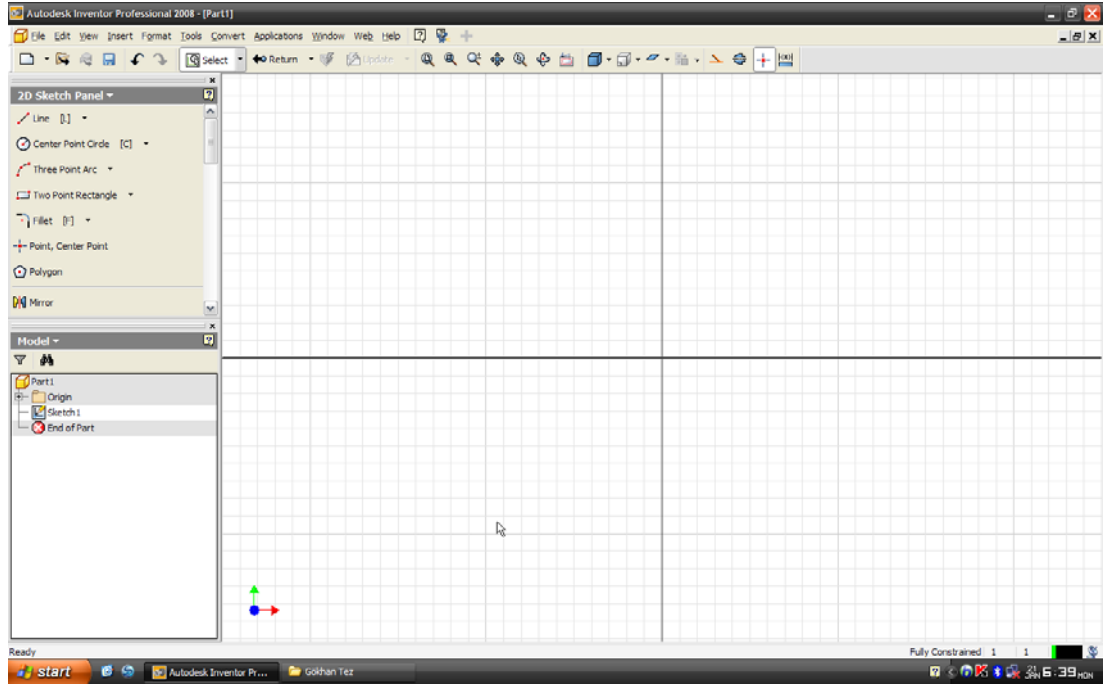 Autodesk Inventor Professional 2008 - [Part1]
File Edit View Insert Format Tools Convert Applications Window Web Help
Select Return Update
2D Sketch Panel
Line [L]
Center Point Circle [C]
Three Point Arc
Two Point Rectangle
Fillet [F]
Point, Center Point
Polygon
Mirror
Model
Part1
Origin
Sketch1
End of Part
Ready Fully Constrained 1 1
start Autodesk Inventor Pr... Gökhan Tez 21 JAN 6:39 MON